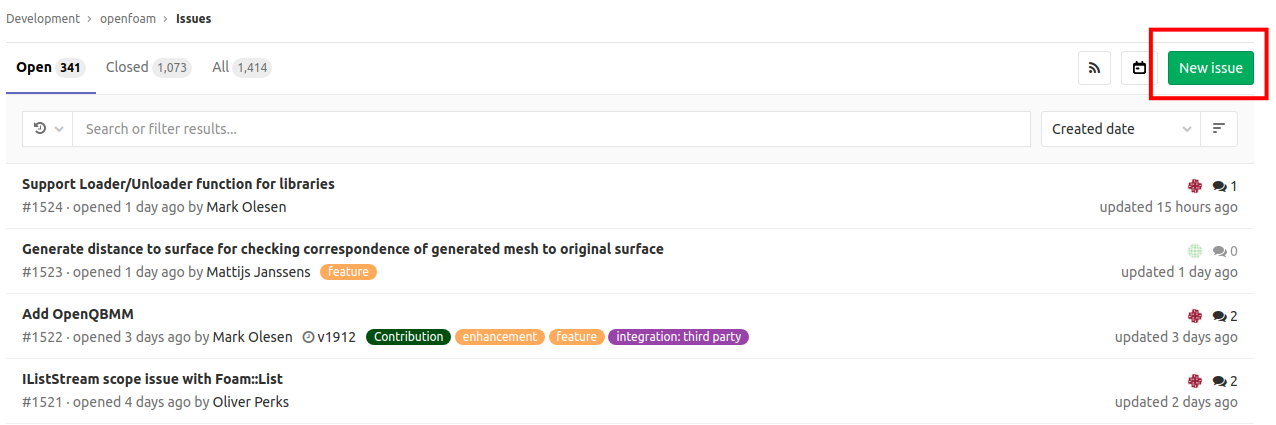 Development › openfoam › Issues
Open 341 Closed 1,073 All 1,414 New issue
Search or filter results... Created date
Support Loader/Unloader function for libraries 1
#1524 · opened 1 day ago by Mark Olesen updated 15 hours ago
Generate distance to surface for checking correspondence of generated mesh to original surface 0
#1523 · opened 1 day ago by Mattijs Janssens feature updated 1 day ago
Add OpenQBMM 2
#1522 · opened 3 days ago by Mark Olesen v1912 Contribution enhancement feature integration: third party updated 3 days ago
IListStream scope issue with Foam::List 2
#1521 · opened 4 days ago by Oliver Perks updated 2 days ago